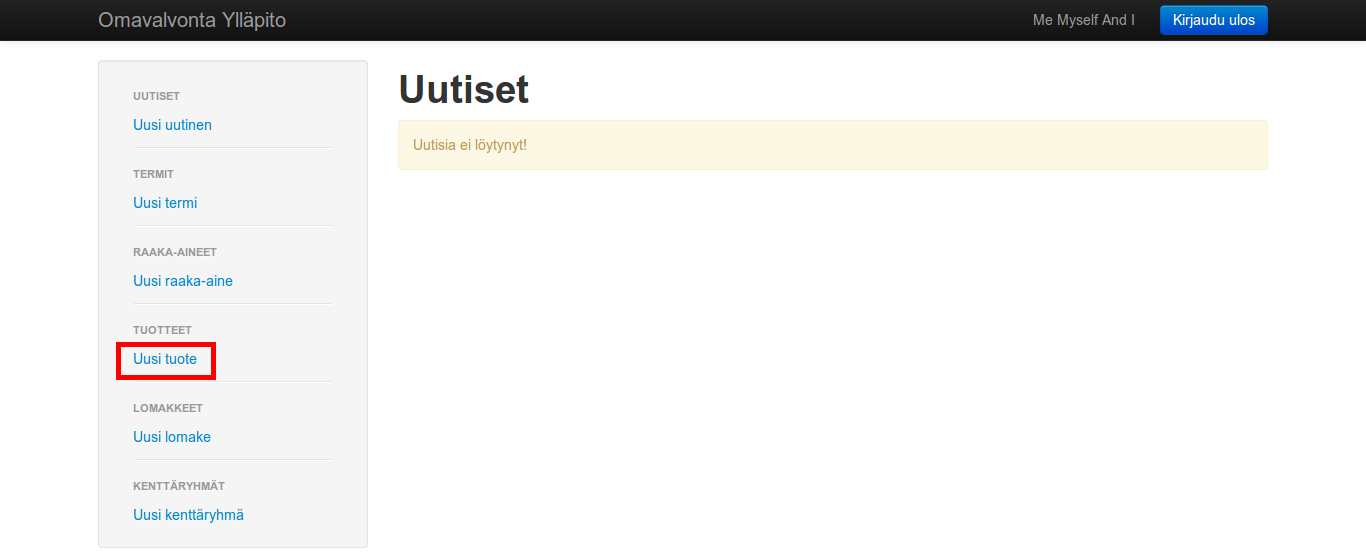 Omavalvonta Ylläpito
Me Myself And I
Kirjaudu ulos
UUTISET
Uusi uutinen
TERMIT
Uusi termi
RAAKA-AINEET
Uusi raaka-aine
TUOTTEET
Uusi tuote
LOMAKKEET
Uusi lomake
KENTTÄRYHMÄT
Uusi kenttäryhmä
Uutiset
Uutisia ei löytynyt!